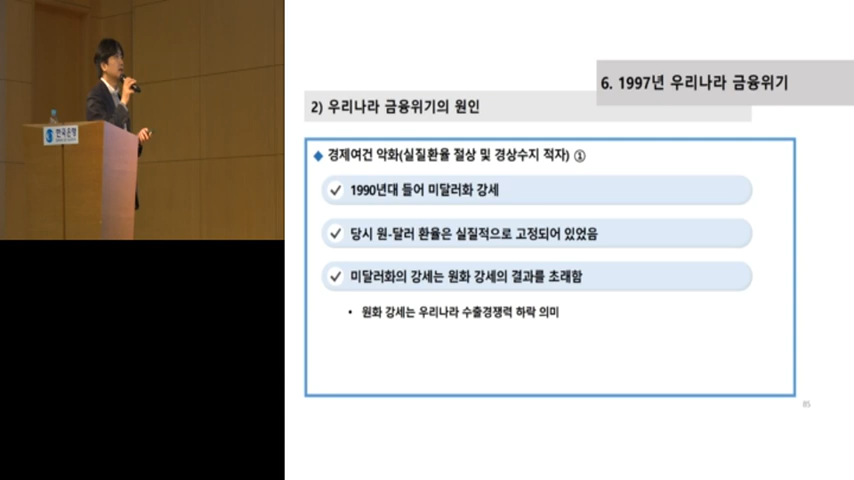 6. 1997년 우리나라 금융위기
2) 우리나라 금융위기의 원인
경제여건 악화(실질환율 절상 및 경상수지 적자) ①
1990년대 들어 미달러화 강세
당시 원-달러 환율은 실질적으로 고정되어 있었음
미달러화의 강세는 원화 강세의 결과를 초래함
• 원화 강세는 우리나라 수출경쟁력 하락 의미
85
한국은행